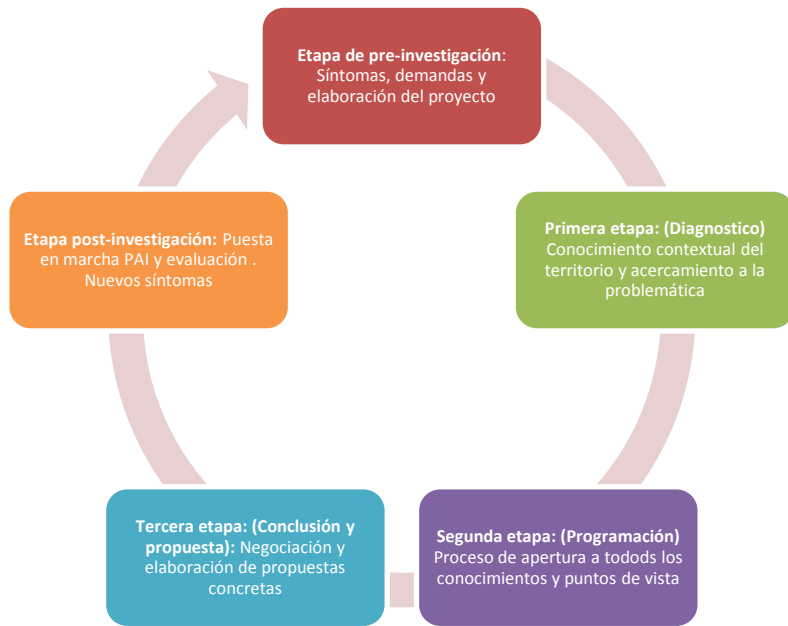 Etapa de pre-investigación:
Síntomas, demandas y
elaboración del proyecto
Primera etapa: (Diagnostico)
Conocimiento contextual del
territorio y acercamiento a la
problemática
Segunda etapa: (Programación)
Proceso de apertura a todods los
conocimientos y puntos de vista
Tercera etapa: (Conclusión y
propuesta): Negociación y
elaboración de propuestas
concretas
Etapa post-investigación: Puesta
en marcha PAI y evaluación .
Nuevos síntomas